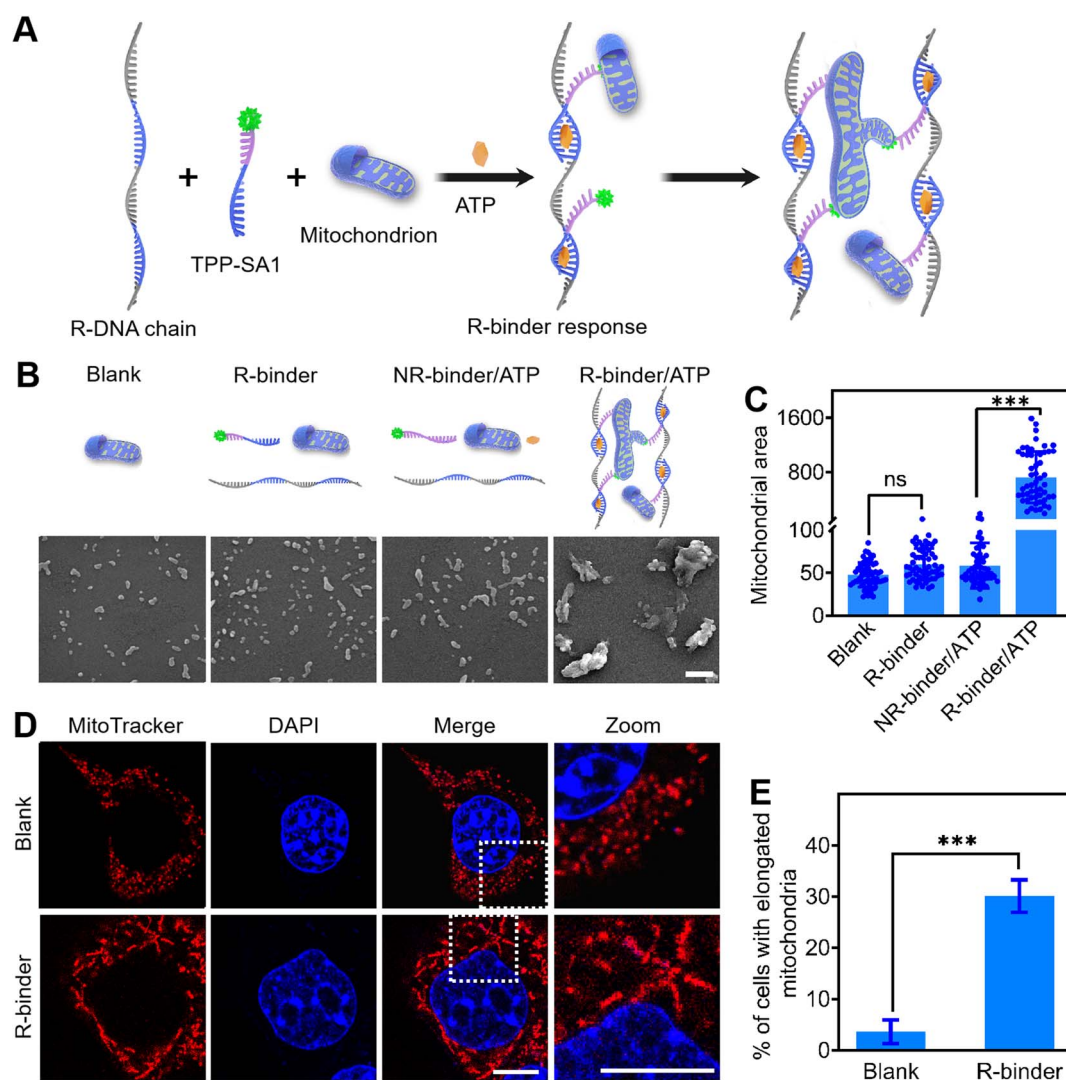 A
+
+
ATP
Mitochondrion
TPP-SA1
R-DNA chain
R-binder response
B
Blank
R-binder
NR-binder/ATP
R-binder/ATP
C
Mitochondrial area
1600
800
100
50
0
ns
***
Blank
R-binder
NR-binder/ATP
R-binder/ATP
D
MitoTracker
DAPI
Merge
Zoom
Blank
R-binder
E
% of cells with elongated
mitochondria
40
30
20
10
0
***
Blank
R-binder